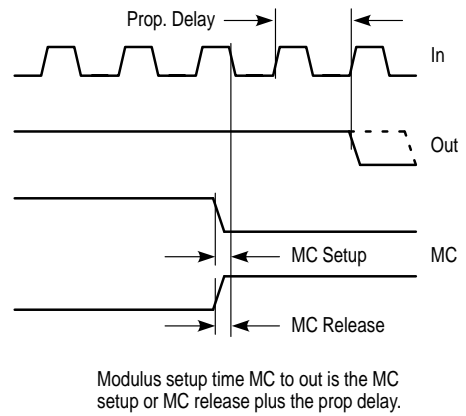 Prop. Delay
In
Out
MC Setup
MC
MC Release
Modulus setup time MC to out is the MC
setup or MC release plus the prop delay.